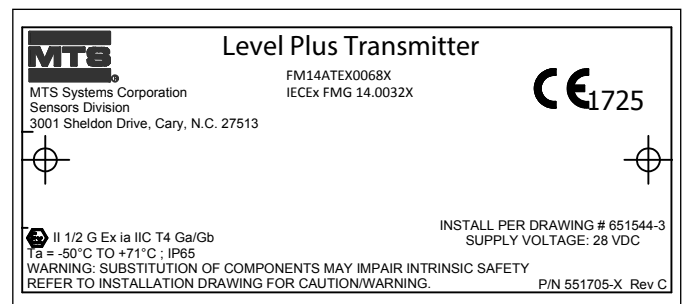 MTS
®
Level Plus Transmitter
FM14ATEX0068X
IECEx FMG 14.0032X
MTS Systems Corporation
Sensors Division
3001 Sheldon Drive, Cary, N.C. 27513
CE 1725
Ex II 1/2 G Ex ia IIC T4 Ga/Gb
Ta = -50°C TO +71°C ; IP65
INSTALL PER DRAWING # 651544-3
SUPPLY VOLTAGE: 28 VDC
WARNING: SUBSTITUTION OF COMPONENTS MAY IMPAIR INTRINSIC SAFETY
REFER TO INSTALLATION DRAWING FOR CAUTION/WARNING.
P/N 551705-X Rev C